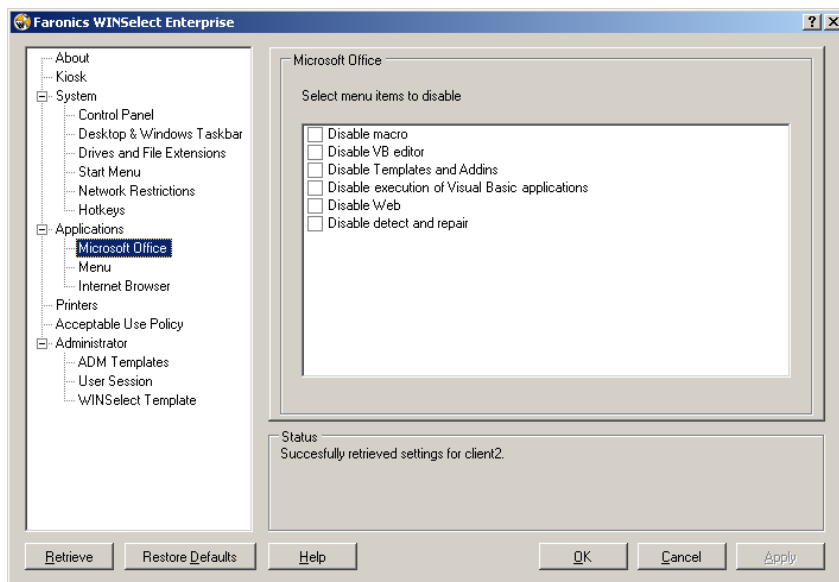 Faronics WINSelect Enterprise
About
Kiosk
System
Control Panel
Desktop & Windows Taskbar
Drives and File Extensions
Start Menu
Network Restrictions
Hotkeys
Applications
Microsoft Office
Menu
Internet Browser
Printers
Acceptable Use Policy
Administrator
ADM Templates
User Session
WINSelect Template
Microsoft Office
Select menu items to disable
Disable macro
Disable VB editor
Disable Templates and Addins
Disable execution of Visual Basic applications
Disable Web
Disable detect and repair
Status
Succesfully retrieved settings for client2.
Retrieve Restore Defaults Help OK Cancel Apply